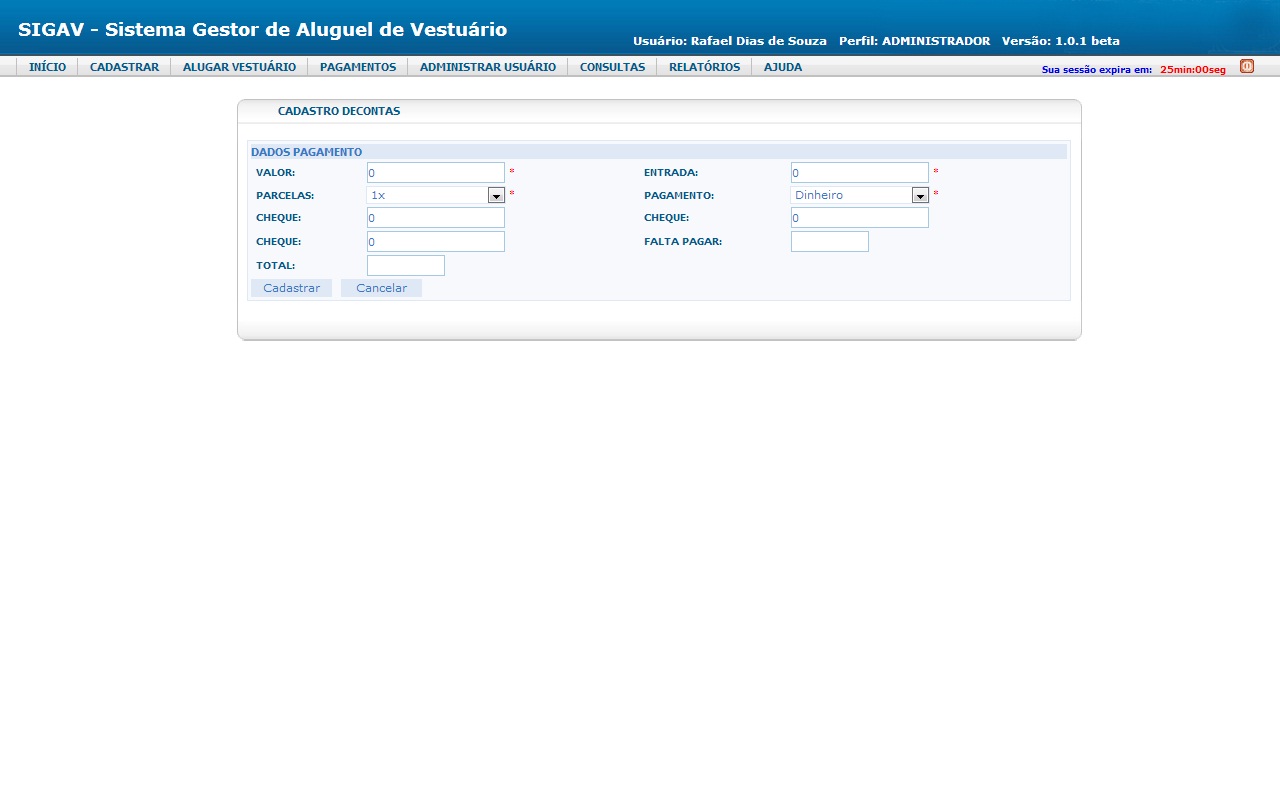 SIGAV - Sistema Gestor de Aluguel de Vestuário
Usuário: Rafael Dias de Souza Perfil: ADMINISTRADOR Versão: 1.0.1 beta
INÍCIO CADASTRAR ALUGAR VESTUÁRIO PAGAMENTOS ADMINISTRAR USUÁRIO CONSULTAS RELATÓRIOS AJUDA Sua sessão expira em: 25min:00seg
CADASTRO DECONTAS
DADOS PAGAMENTO
VALOR: 0 * ENTRADA: 0 *
PARCELAS: 1x * PAGAMENTO: Dinheiro *
CHEQUE: 0 CHEQUE: 0
CHEQUE: 0 FALTA PAGAR:
TOTAL:
Cadastrar Cancelar